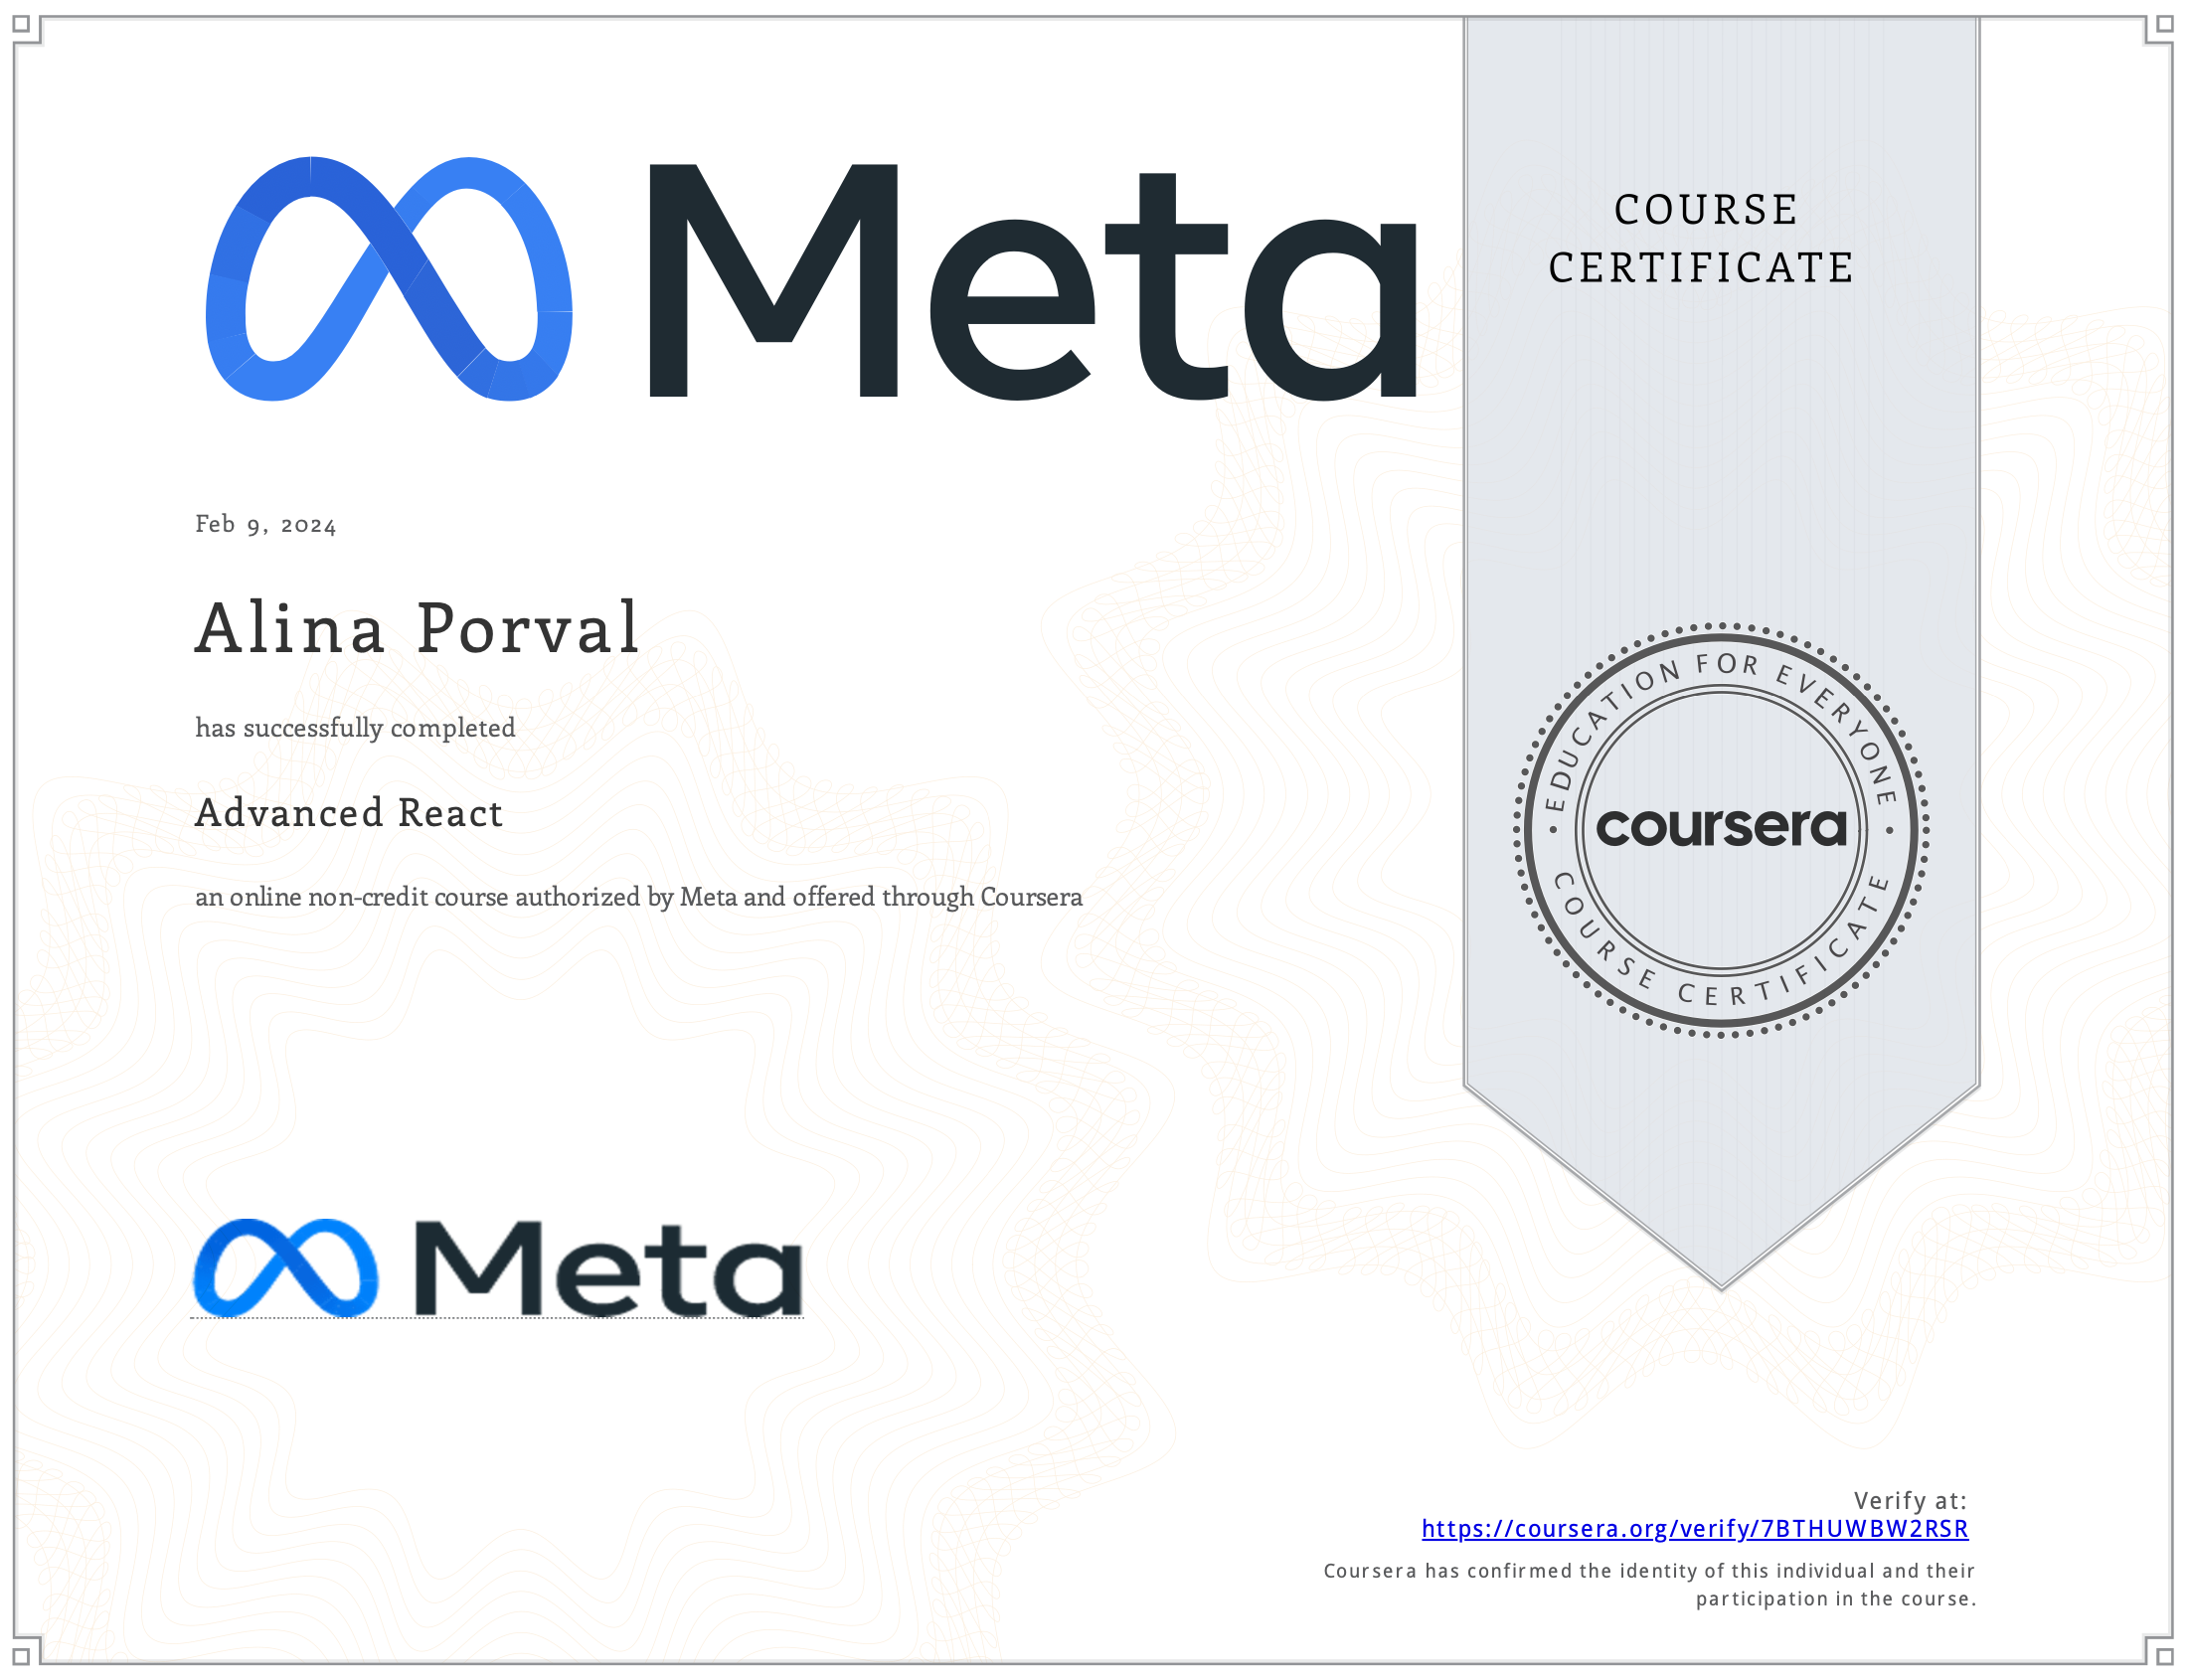 Meta
COURSE
CERTIFICATE
Feb 9, 2024
Alina Porval
has successfully completed
Advanced React
an online non-credit course authorized by Meta and offered through Coursera
EDUCATION FOR EVERYONE
coursera
COURSE CERTIFICATE
Meta
Verify at:
https://coursera.org/verify/7BTHUWBW2RSR
Coursera has confirmed the identity of this individual and their
participation in the course.